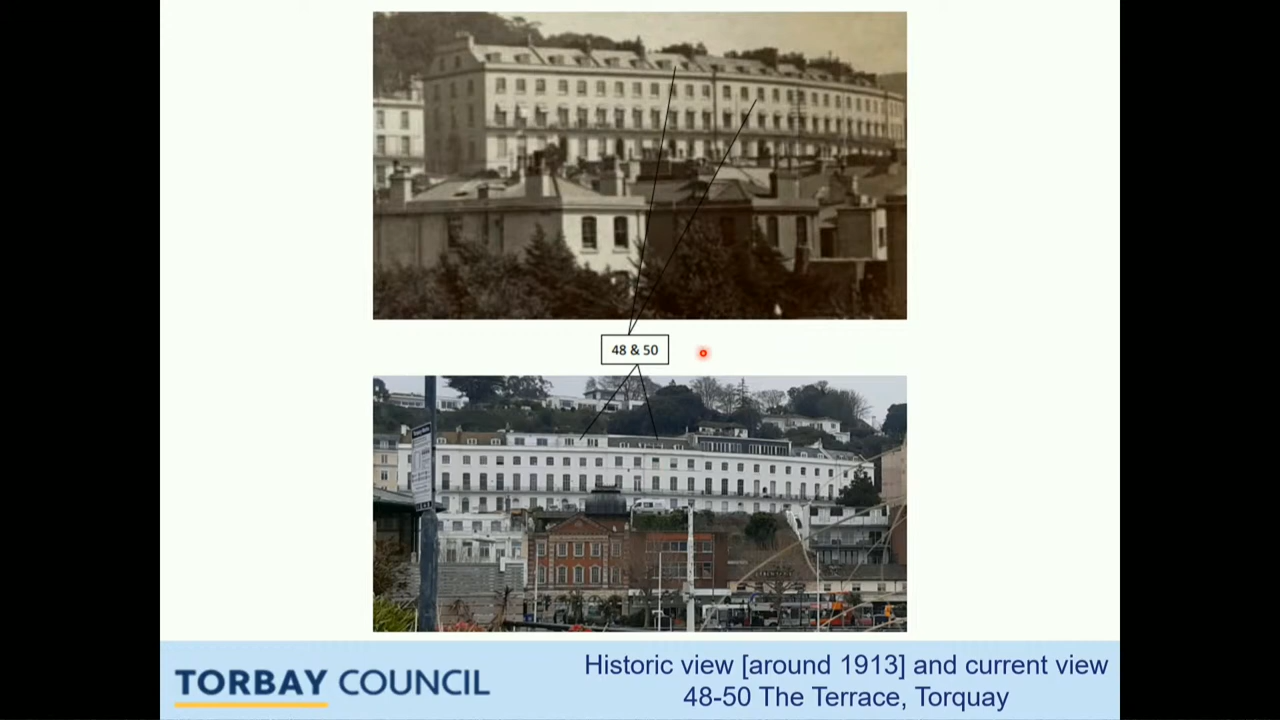 48 & 50
TORBAY COUNCIL
Historic view [around 1913] and current view
48-50 The Terrace, Torquay